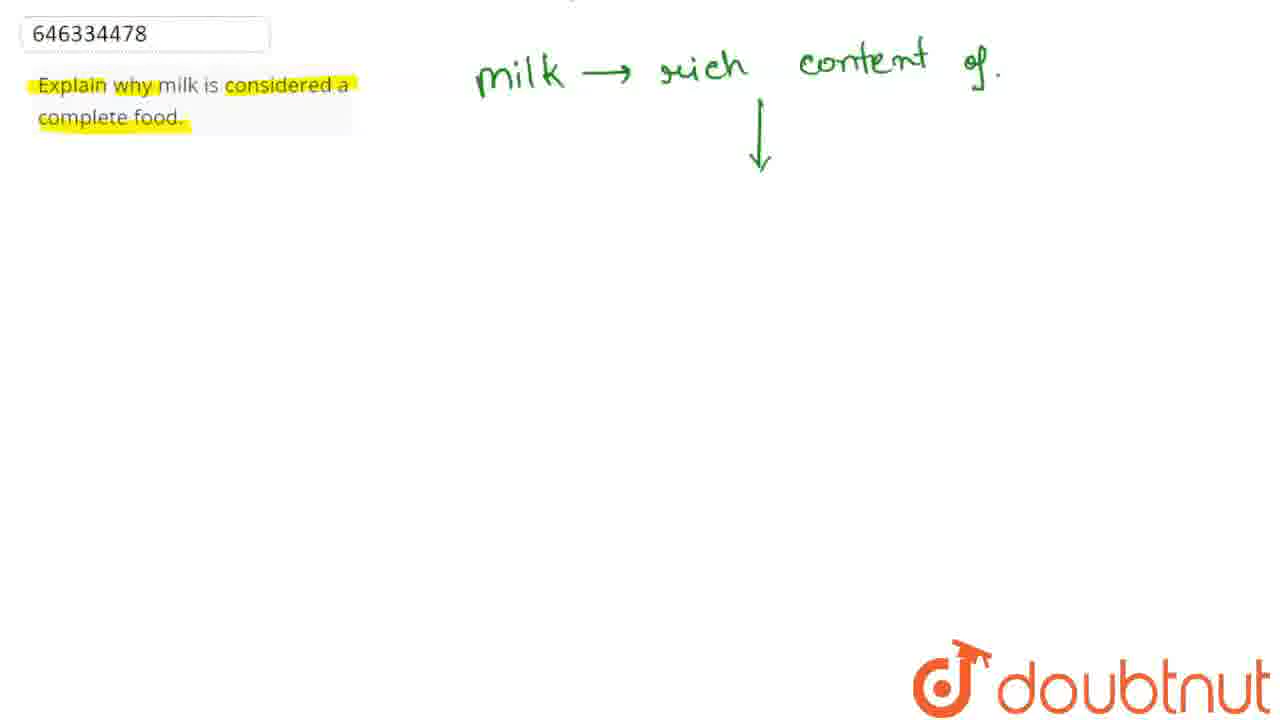 646334478
Explain why milk is considered a
complete food.
milk → rich content of.
doubtnut